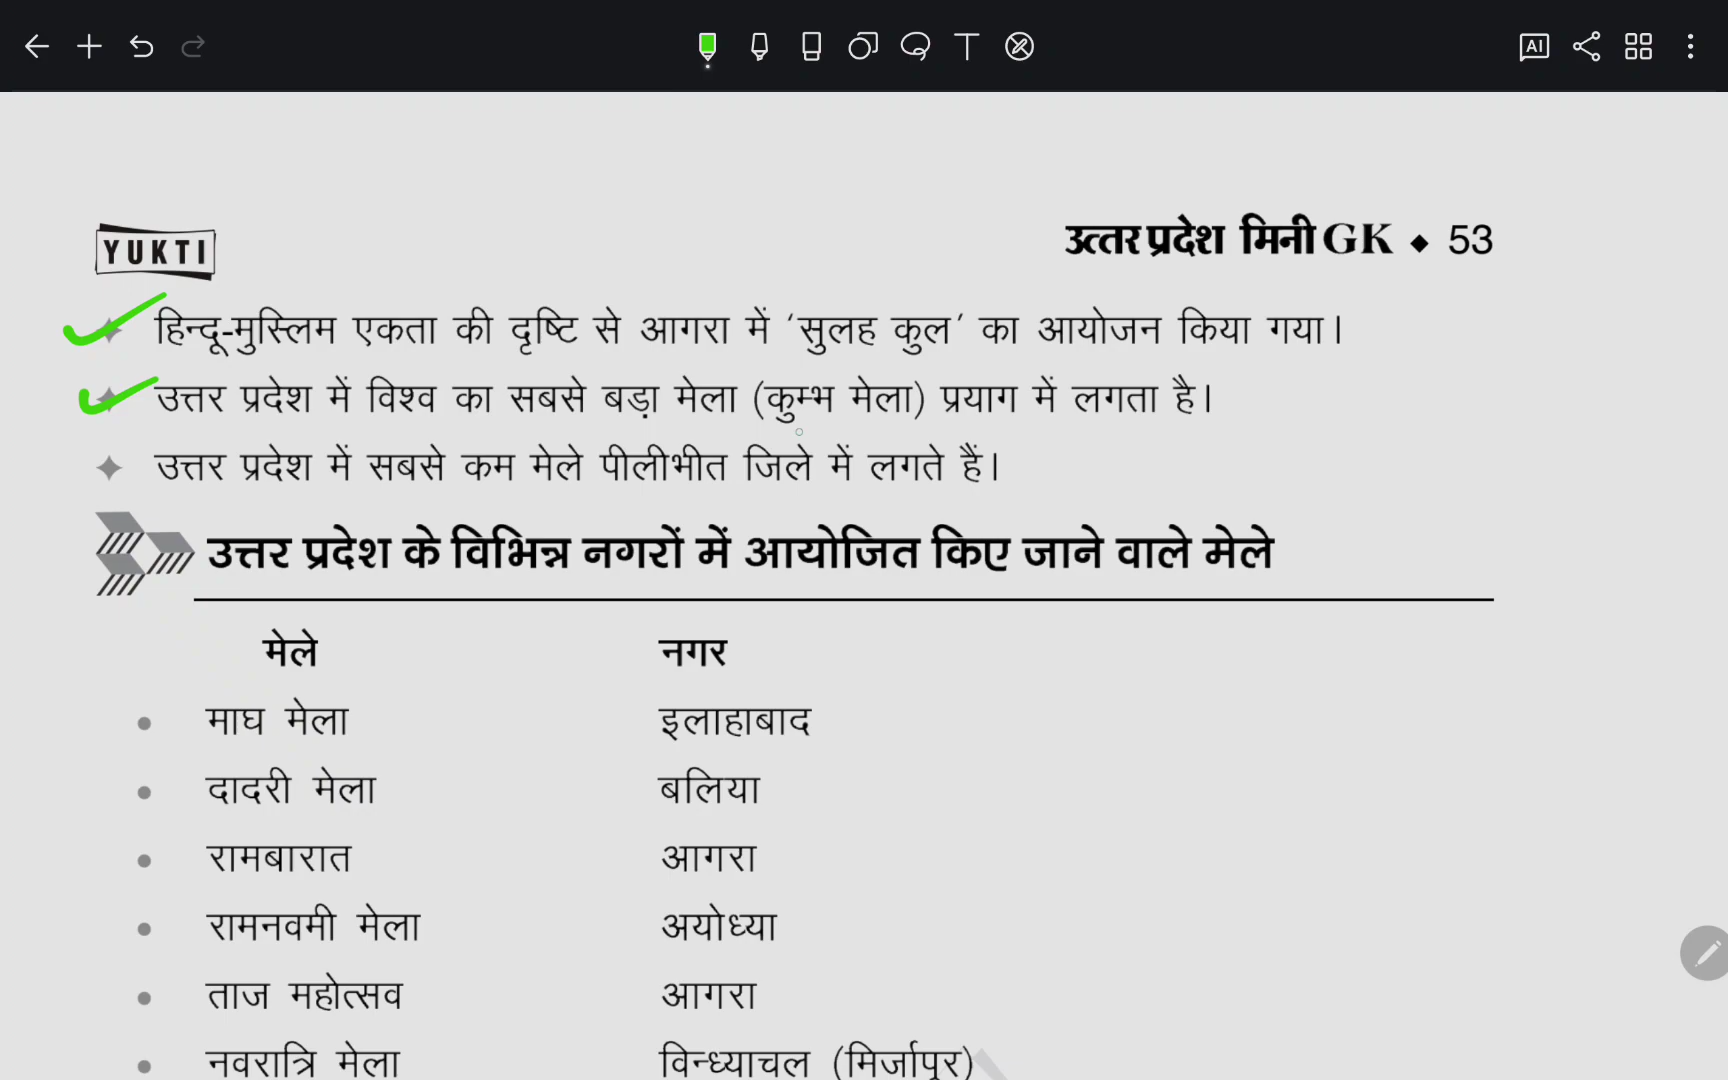 AI
YUKTI
उत्तर प्रदेश मिनी GK ◆ 53
हिन्दू-मुस्लिम एकता की दृष्टि से आगरा में ‘सुलह कुल’ का आयोजन किया गया।
उत्तर प्रदेश में विश्व का सबसे बड़ा मेला (कुम्भ मेला) प्रयाग में लगता है।
उत्तर प्रदेश में सबसे कम मेले पीलीभीत जिले में लगते हैं।
उत्तर प्रदेश के विभिन्न नगरों में आयोजित किए जाने वाले मेले
मेले नगर
माघ मेला इलाहाबाद
दादरी मेला बलिया
रामबारात आगरा
रामनवमी मेला अयोध्या
ताज महोत्सव आगरा
नवरात्रि मेला विन्ध्याचल (मिर्जापुर)